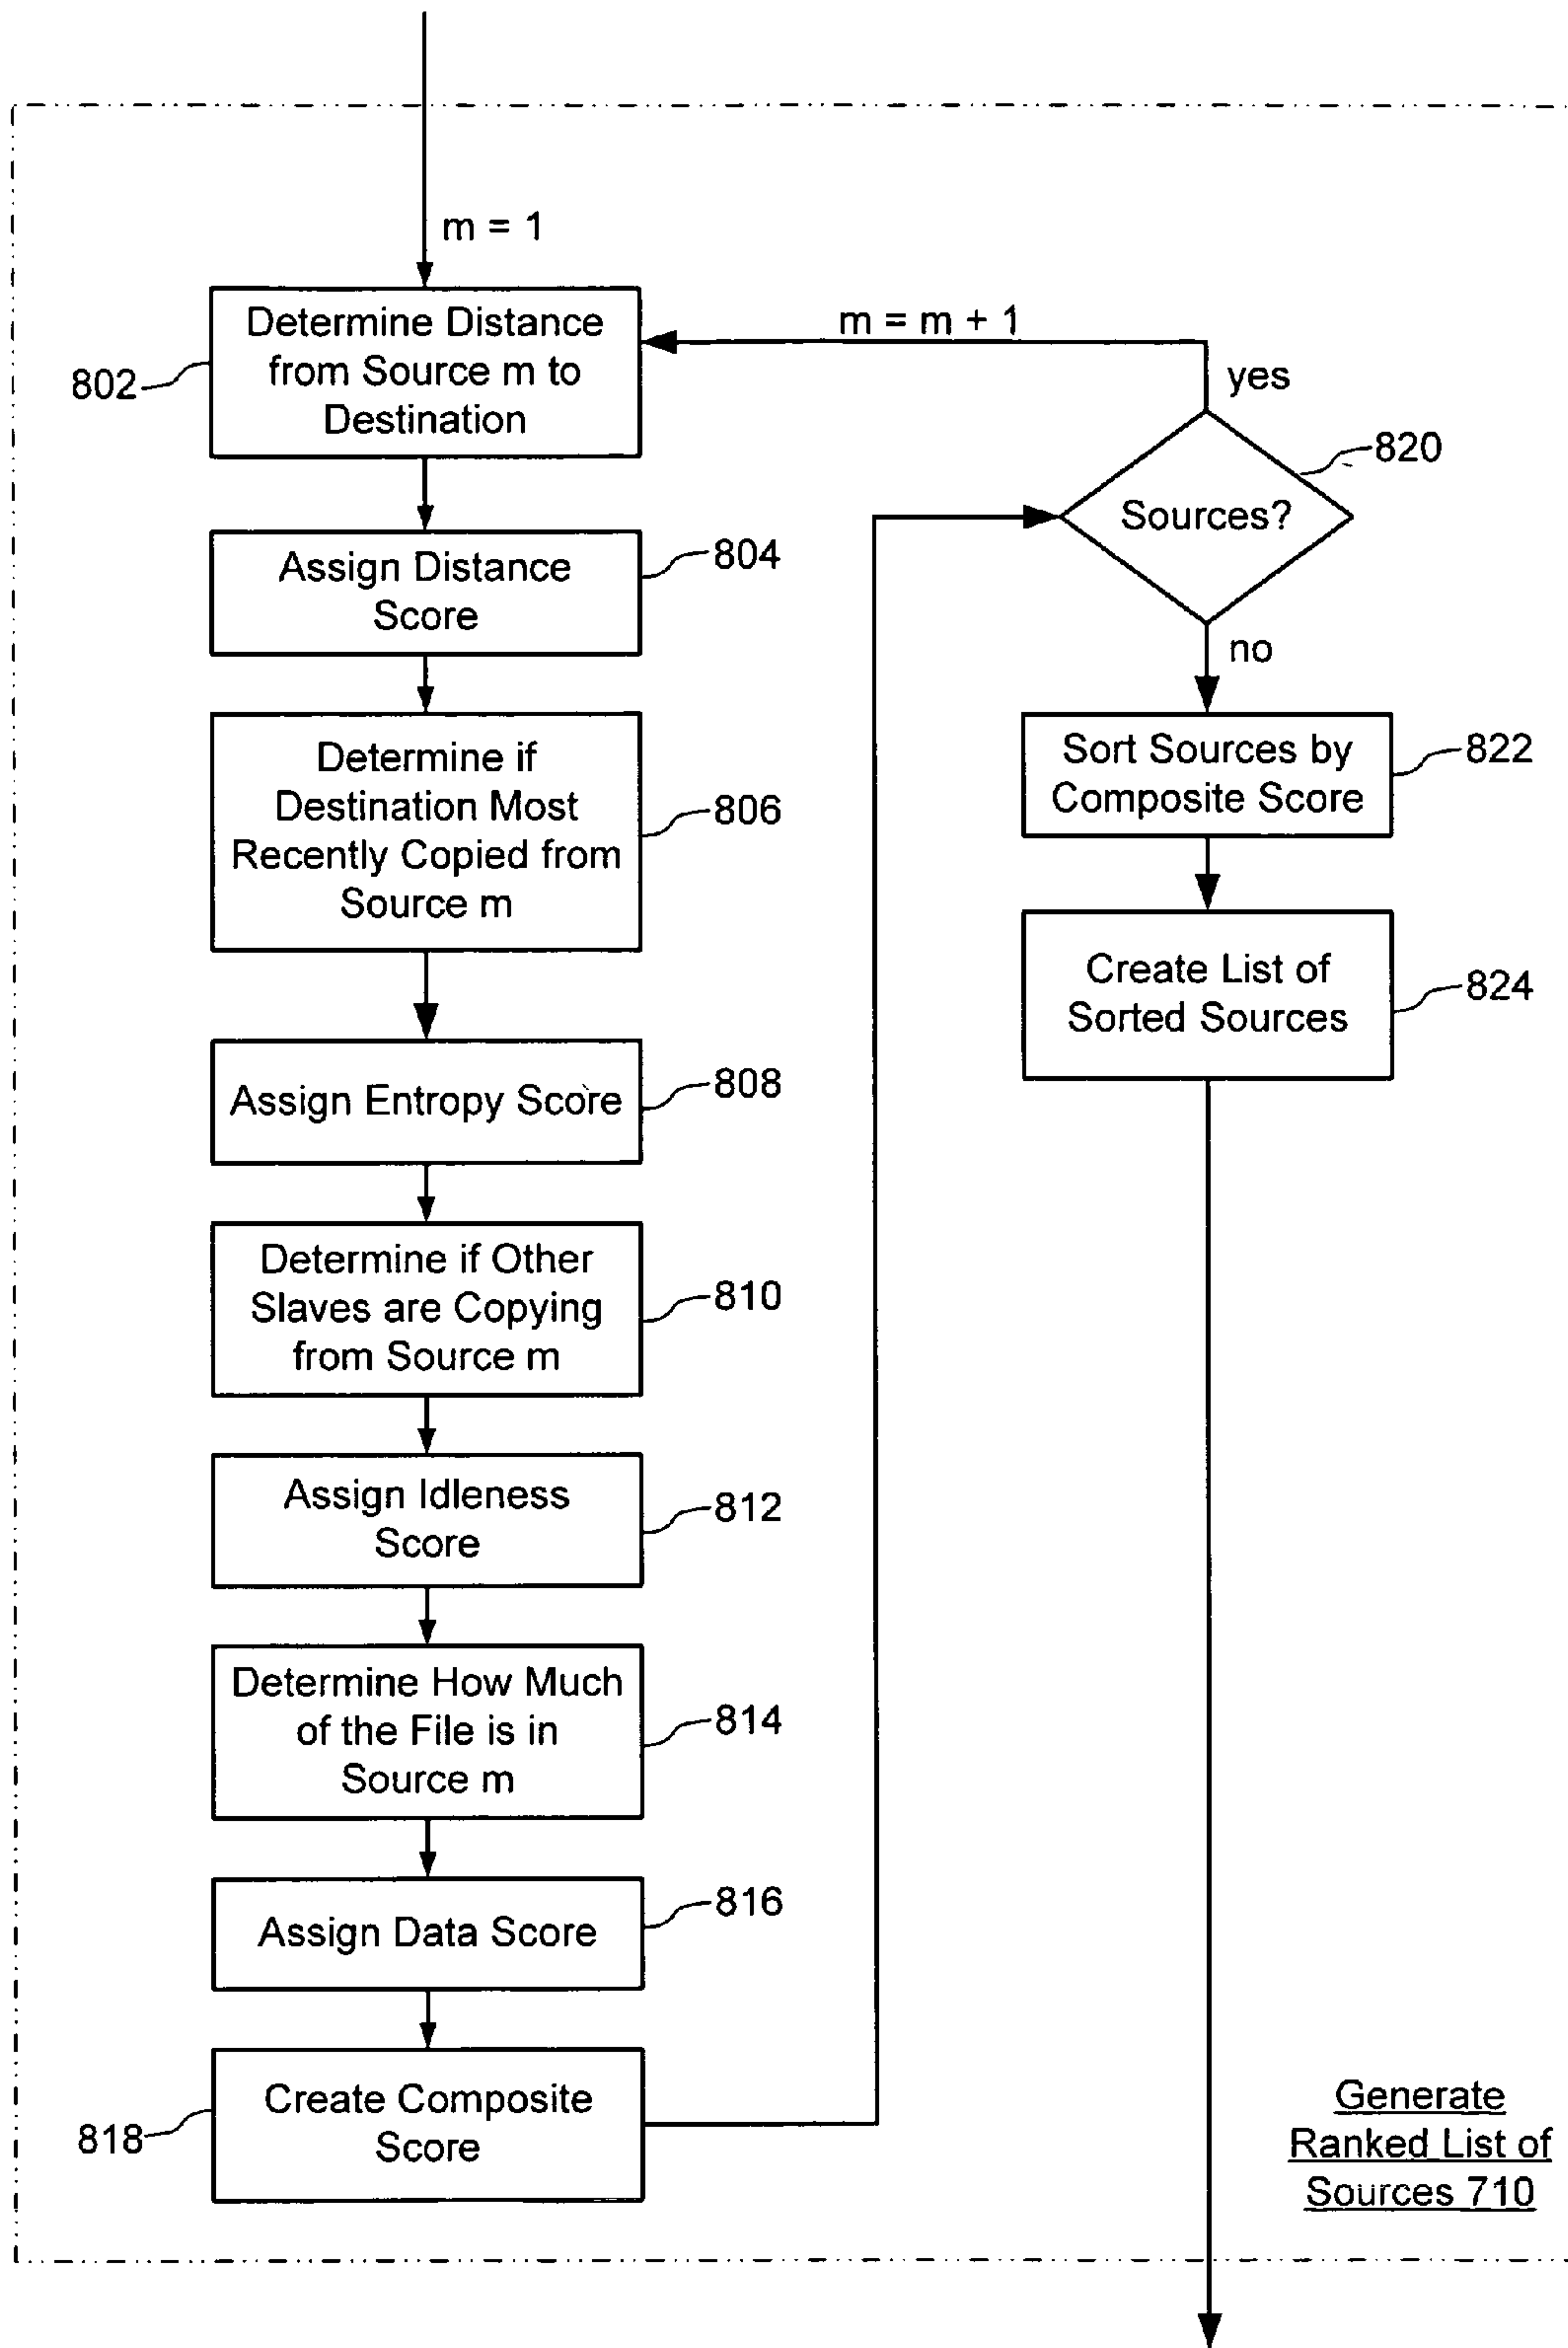 m = 1
Determine Distance
from Source m to
Destination
802
m = m + 1
yes
820
Sources?
no
Assign Distance
Score
804
Determine if
Destination Most
Recently Copied from
Source m
806
Sort Sources by
Composite Score
822
Create List of
Sorted Sources
824
Assign Entropy Score
808
Determine if Other
Slaves are Copying
from Source m
810
Assign Idleness
Score
812
Determine How Much
of the File is in
Source m
814
Assign Data Score
816
Create Composite
Score
818
Generate
Ranked List of
Sources 710